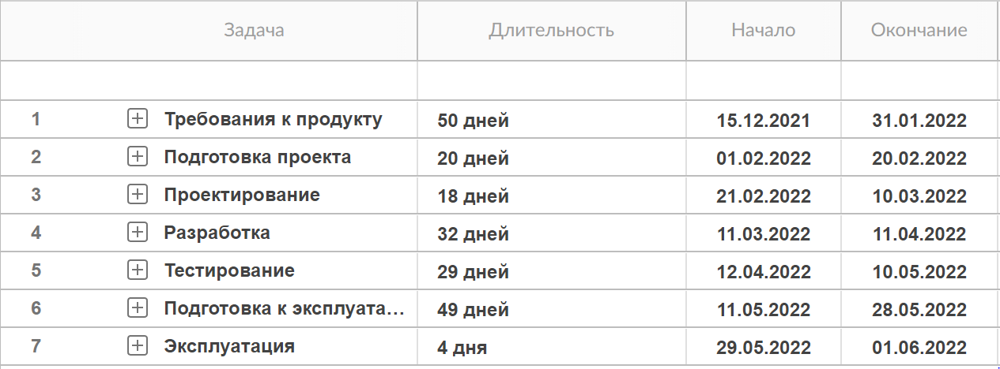 Задача Длительность Начало Окончание
1 Требования к продукту 50 дней 15.12.2021 31.01.2022
2 Подготовка проекта 20 дней 01.02.2022 20.02.2022
3 Проектирование 18 дней 21.02.2022 10.03.2022
4 Разработка 32 дней 11.03.2022 11.04.2022
5 Тестирование 29 дней 12.04.2022 10.05.2022
6 Подготовка к эксплуата... 49 дней 11.05.2022 28.05.2022
7 Эксплуатация 4 дня 29.05.2022 01.06.2022